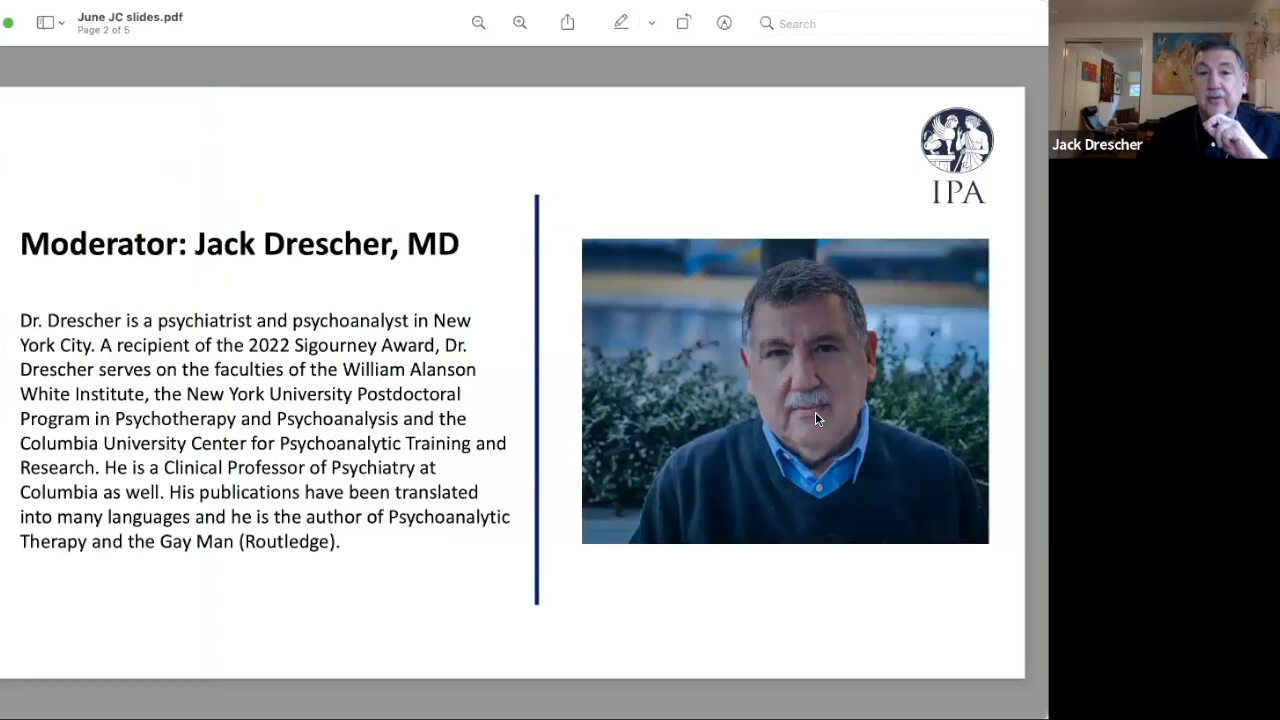 June JC slides.pdf
Page 2 of 5
Search
Jack Drescher
IPA
Moderator: Jack Drescher, MD
Dr. Drescher is a psychiatrist and psychoanalyst in New
York City. A recipient of the 2022 Sigourney Award, Dr.
Drescher serves on the faculties of the William Alanson
White Institute, the New York University Postdoctoral
Program in Psychotherapy and Psychoanalysis and the
Columbia University Center for Psychoanalytic Training and
Research. He is a Clinical Professor of Psychiatry at
Columbia as well. His publications have been translated
into many languages and he is the author of Psychoanalytic
Therapy and the Gay Man (Routledge).